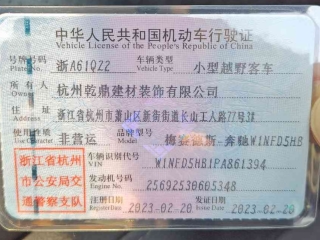 中华人民共和国机动车行驶证
Vehicle License of the People's Republic of China
号牌号码 浙A61QZ2 车辆类型 小型越野客车
Plate No. Vehicle Type
所有人 杭州乾鼎建材装饰有限公司
Owner
住址 浙江省杭州市萧山区新街街道长山工人路77号3B
Address
使用性质 非营运 品牌型号 梅赛德斯-奔驰W1NFD5HB
Use Character Model
浙江省杭州 车辆识别代号 W1NFD5HB1PA861394
VIN
市公安局交 发动机号码 25692530605348
Engine No.
通警察支队 注册日期 2023-02-20 发证日期 2023-02-20
Register Date Issue Date